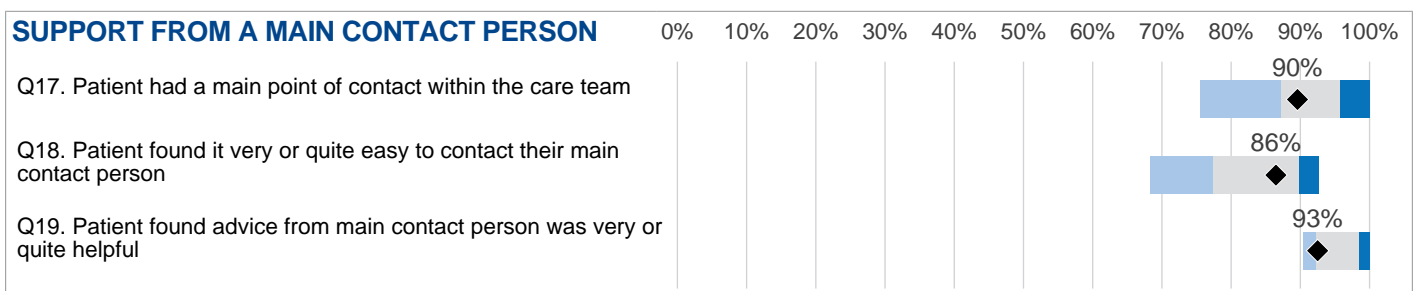 SUPPORT FROM A MAIN CONTACT PERSON 0% 10% 20% 30% 40% 50% 60% 70% 80% 90% 100%
90%
Q17. Patient had a main point of contact within the care team
86%
Q18. Patient found it very or quite easy to contact their main
contact person
93%
Q19. Patient found advice from main contact person was very or
quite helpful